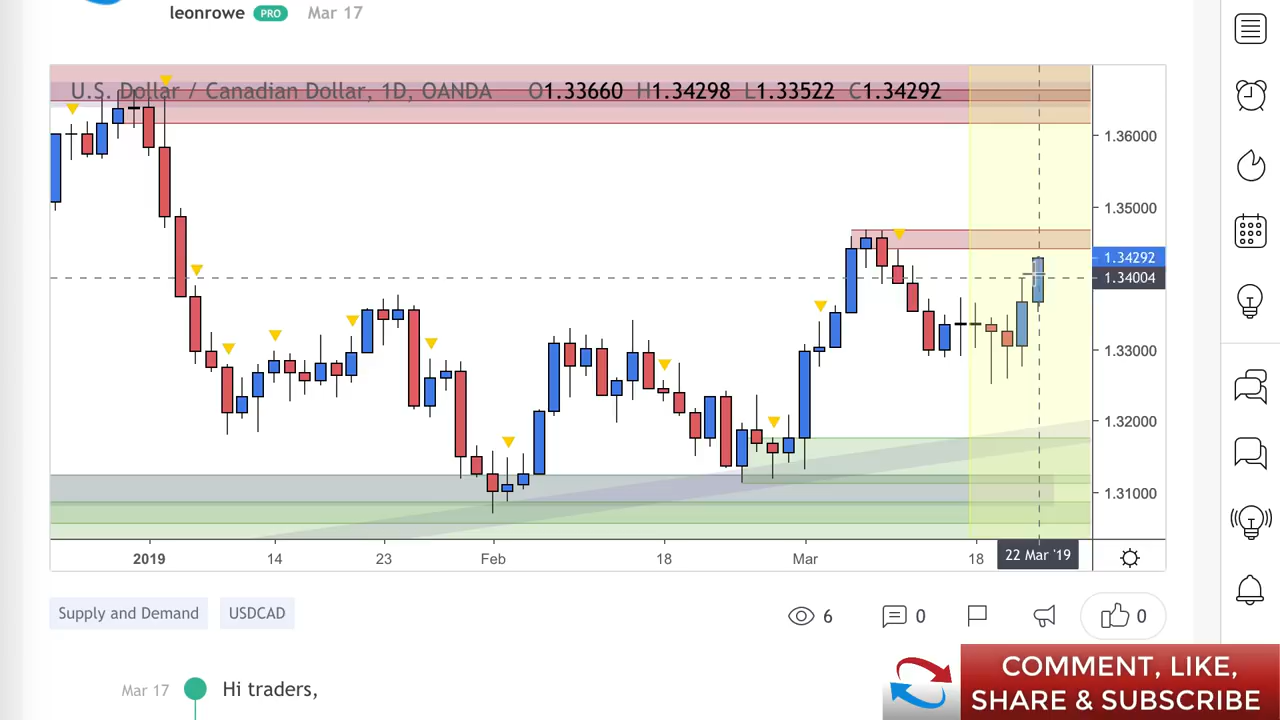 leonrowe PRO Mar 17
U.S. Dollar / Canadian Dollar, 1D, OANDA O1.33660 H1.34298 L1.33522 C1.34292
1.36000
1.35000
1.34292
1.34004
1.33000
1.32000
1.31000
2019 14 23 Feb 18 Mar 18 22 Mar '19
Supply and Demand USDCAD 6 0 0
Mar 17 Hi traders,
COMMENT, LIKE,
SHARE & SUBSCRIBE